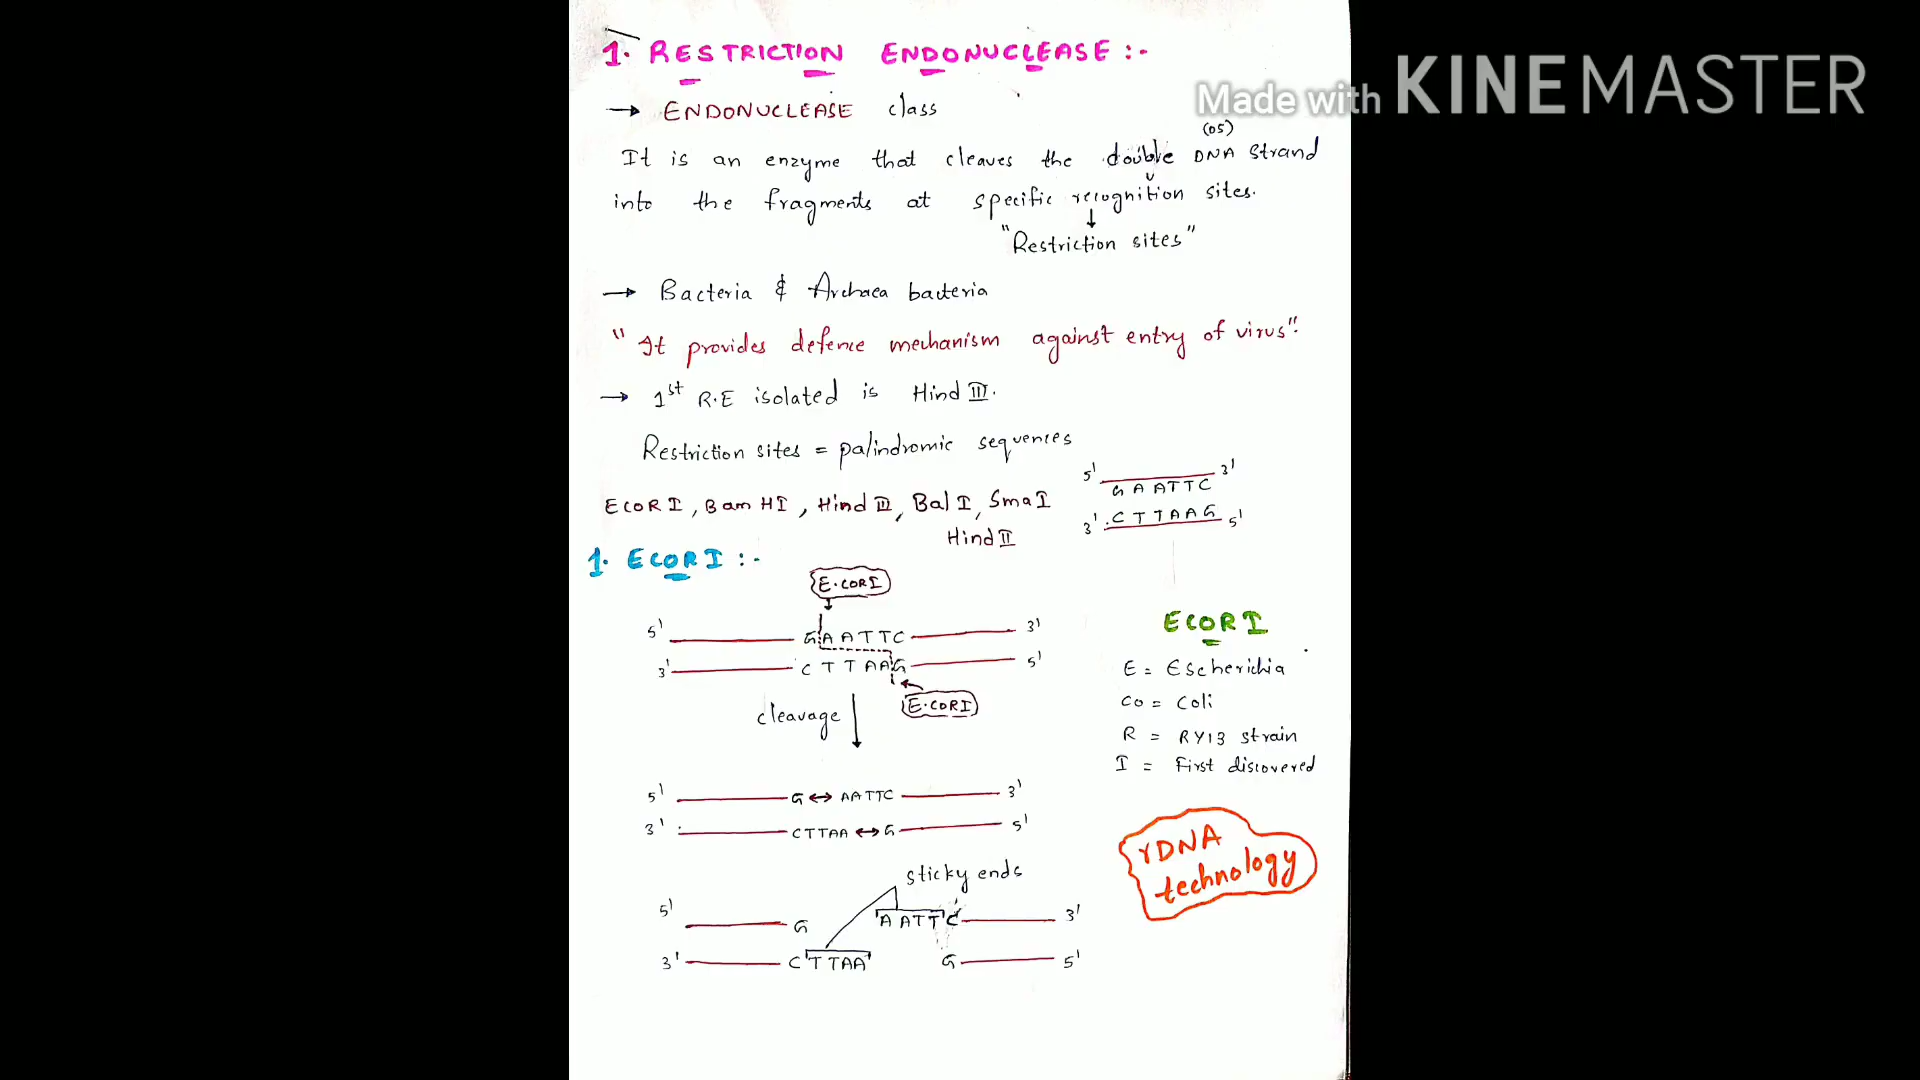 1. RESTRICTION ENDONUCLEASE :-
Made with KINEMASTER
→ ENDONUCLEASE class
(05)
It is an enzyme that cleaves the double DNA strand
into the fragments at specific recognition sites.
↓
"Restriction sites"
→ Bacteria & Archaea bacteria
"It provides defence mechanism against entry of virus".
→ 1st R.E isolated is Hind III.
Restriction sites = palindromic sequences
5' 3'
GAATTC
ECOR I, Bam HI, Hind III, Bal I, Sma I
3' CTTAAG 5'
Hind II
1. ECORI :-
E.CORI
5' GAATTC 3'
3' CTTAAG 5'
E.CORI
cleavage
ECORI
E = Escherichia
CO = Coli
R = RY13 strain
I = First discovered
5' G ↔ AATTC 3'
3' CTTAA ↔ G 5'
rDNA
technology
sticky ends
5' G AATTC 3'
3' CTTAA G 5'